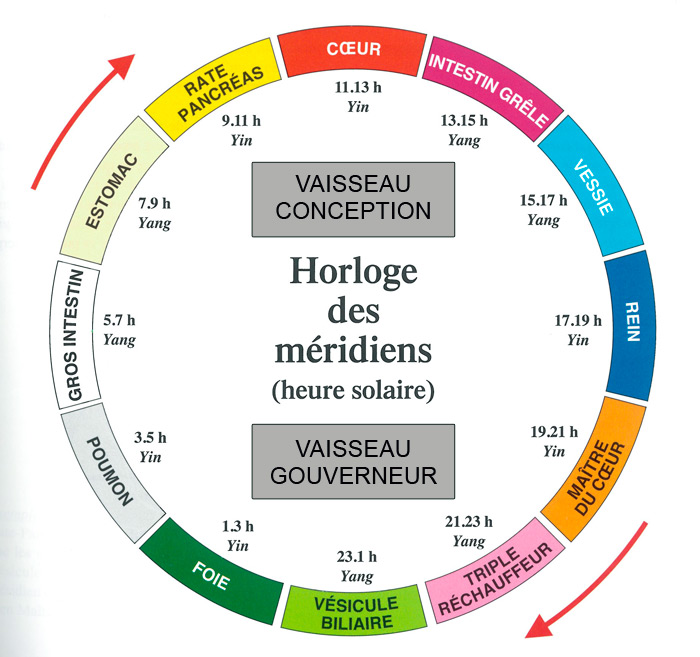 CŒUR
11.13 h
Yin
INTESTIN GRÊLE
13.15 h
Yang
VESSIE
15.17 h
Yang
REIN
17.19 h
Yin
MAÎTRE
DU CŒUR
19.21 h
Yin
TRIPLE
RÉCHAUFFEUR
21.23 h
Yang
VÉSICULE
BILIAIRE
23.1 h
Yang
FOIE
1.3 h
Yin
POUMON
3.5 h
Yin
GROS INTESTIN
5.7 h
Yang
ESTOMAC
7.9 h
Yang
RATE
PANCRÉAS
9.11 h
Yin
VAISSEAU
CONCEPTION
Horloge
des
méridiens
(heure solaire)
VAISSEAU
GOUVERNEUR